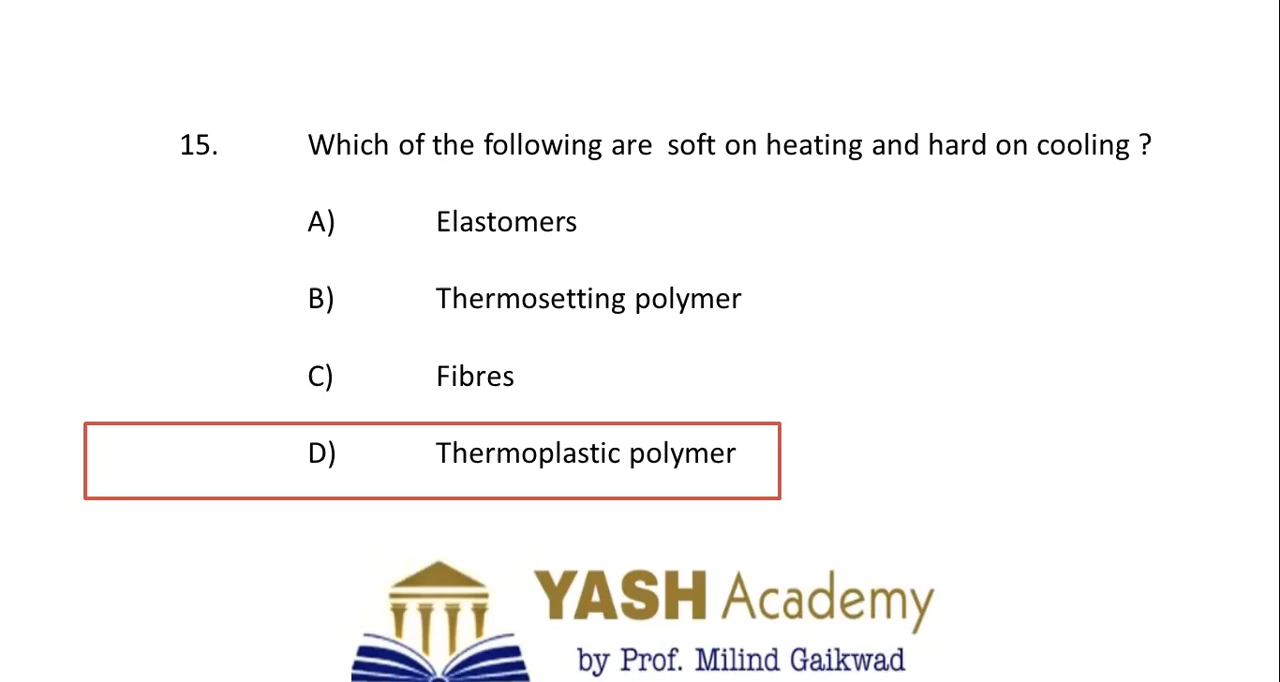 15. Which of the following are soft on heating and hard on cooling ?
A) Elastomers
B) Thermosetting polymer
C) Fibres
D) Thermoplastic polymer
YASH Academy
by Prof. Milind Gaikwad